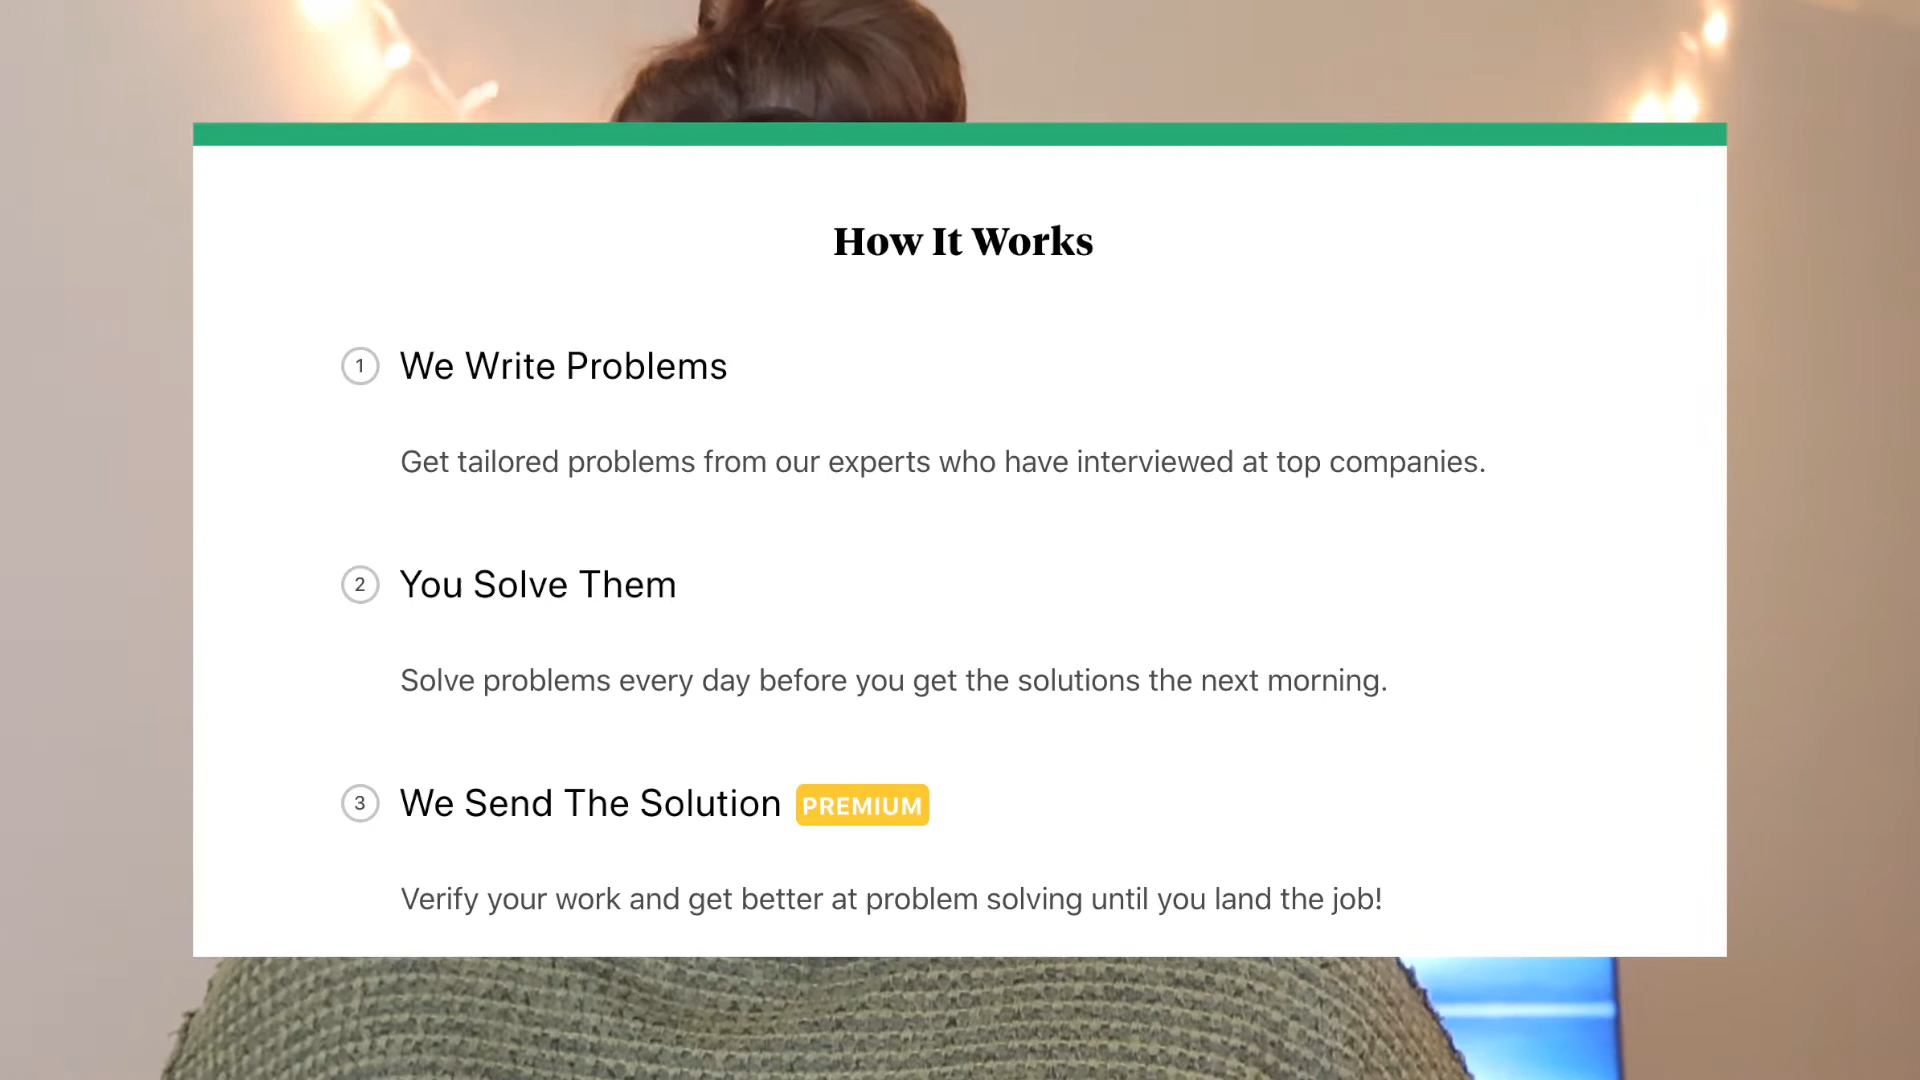 How It Works
1 We Write Problems
Get tailored problems from our experts who have interviewed at top companies.
2 You Solve Them
Solve problems every day before you get the solutions the next morning.
3 We Send The Solution PREMIUM
Verify your work and get better at problem solving until you land the job!